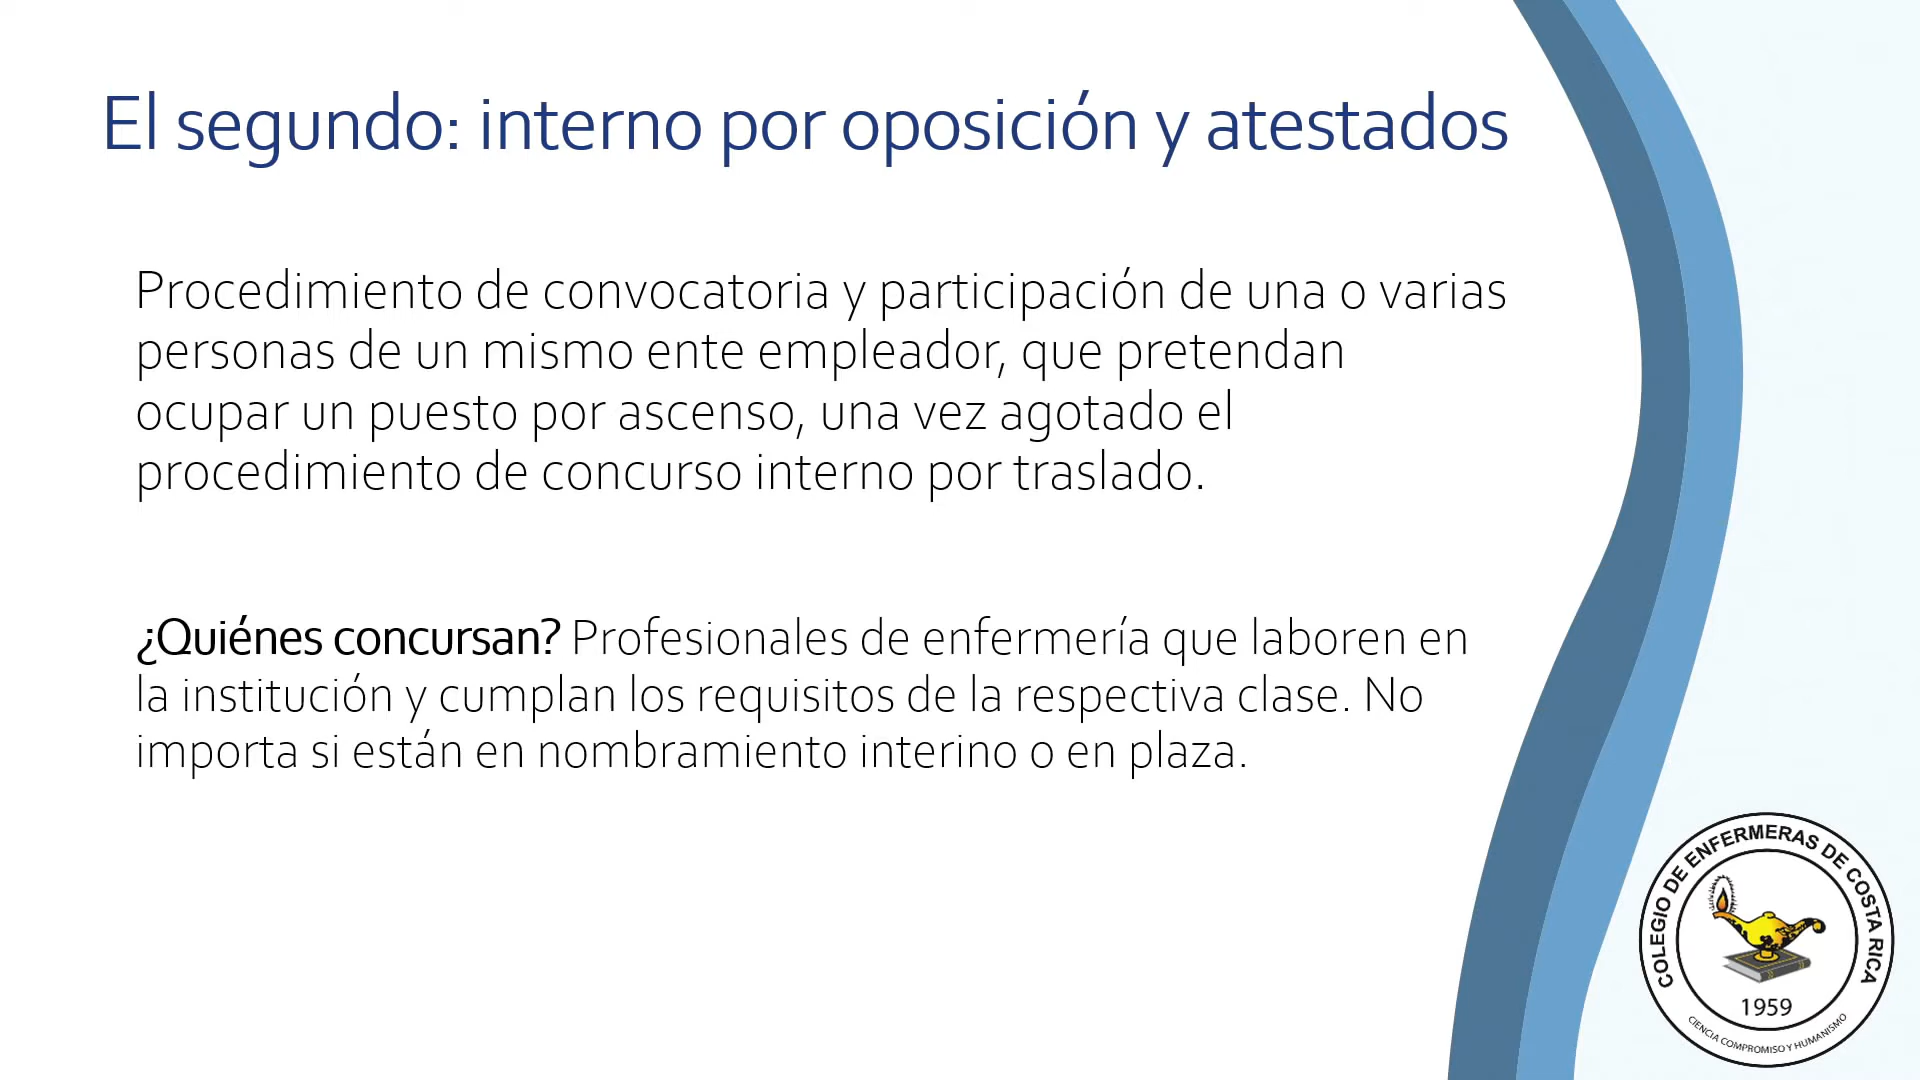 El segundo: interno por oposición y atestados
Procedimiento de convocatoria y participación de una o varias
personas de un mismo ente empleador, que pretendan
ocupar un puesto por ascenso, una vez agotado el
procedimiento de concurso interno por traslado.
¿Quiénes concursan? Profesionales de enfermería que laboren en
la institución y cumplan los requisitos de la respectiva clase. No
importa si están en nombramiento interino o en plaza.
COLEGIO DE ENFERMERAS DE COSTA RICA
1959
CIENCIA COMPROMISO Y HUMANISMO